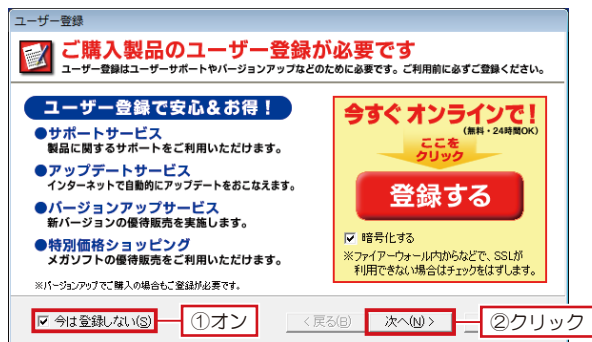 ユーザー登録
ご購入製品のユーザー登録が必要です
ユーザー登録はユーザーサポートやバージョンアップなどのために必要です。ご利用前に必ずご登録ください。
ユーザー登録で安心＆お得！
●サポートサービス
製品に関するサポートをご利用いただけます。
●アップデートサービス
インターネットで自動的にアップデートをおこなえます。
●バージョンアップサービス
新バージョンの優待販売を実施します。
●特別価格ショッピング
メガソフトの優待販売をご利用いただけます。
※バージョンアップでご購入の場合もご登録が必要です。
今すぐオンラインで！
(無料・24時間OK)
ここを
クリック
登録する
暗号化する
※ファイアーウォール内からなどで、SSLが
利用できない場合はチェックをはずします。
今は登録しない(S)
①オン
< 戻る(B)
次へ(N) >
②クリック